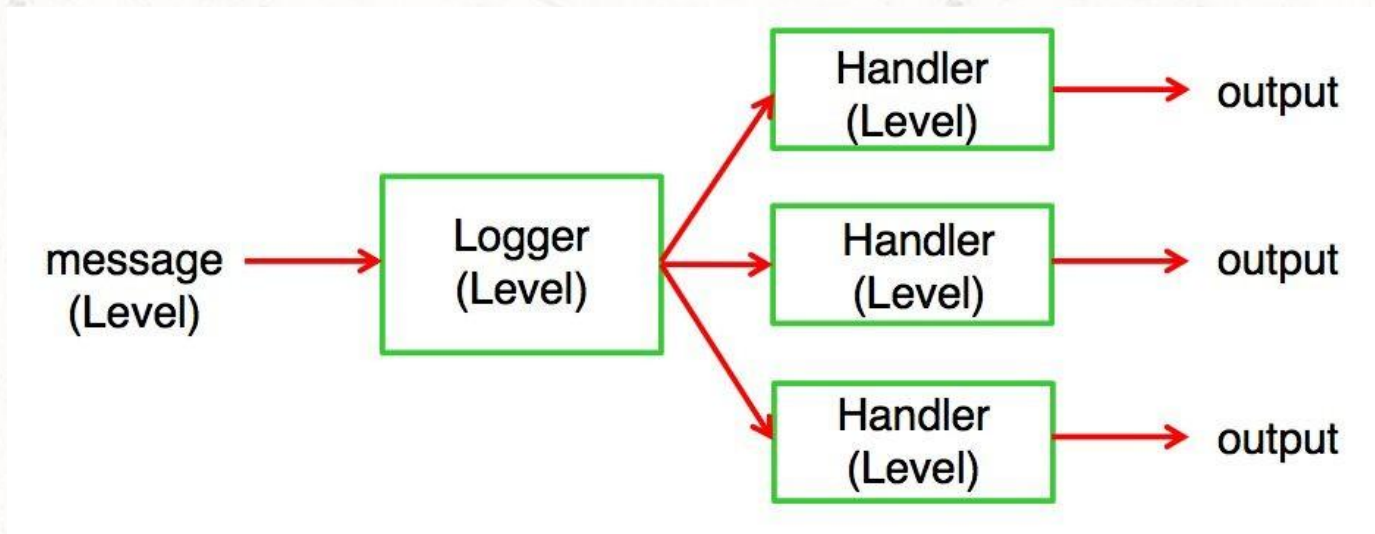 message
(Level)
Logger
(Level)
Handler
(Level)
output
Handler
(Level)
output
Handler
(Level)
output